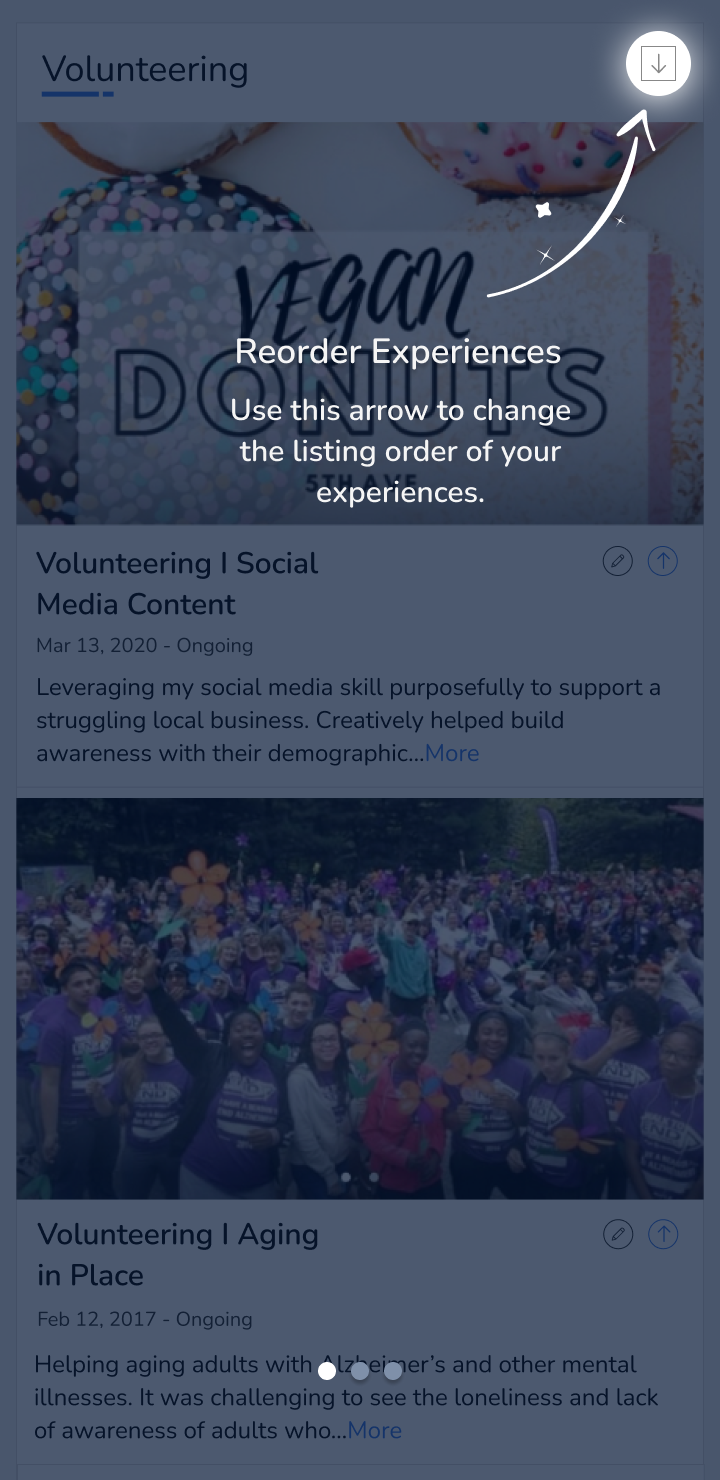 Volunteering
VEgAN
DONUTS
Reorder Experiences
Use this arrow to change
the listing order of your
experiences.
5TH AVE
Volunteering I Social
Media Content
Mar 13, 2020 - Ongoing
Leveraging my social media skill purposefully to support a
struggling local business. Creatively helped build
awareness with their demographic...More
Volunteering I Aging
in Place
Feb 12, 2017 - Ongoing
Helping aging adults with Alzheimer's and other mental
illnesses. It was challenging to see the loneliness and lack
of awareness of adults who...More